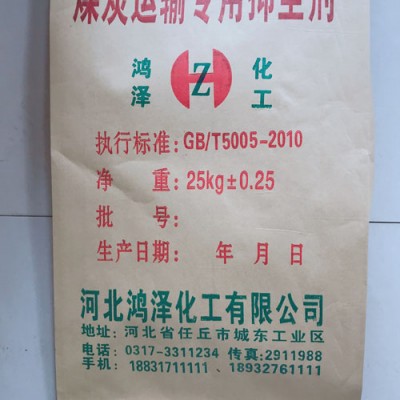 煤炭运输专用抑尘剂
鸿泽 HZ 化工
执行标准: GB/T5005-2010
净 重: 25kg±0.25
批 号:
生产日期: 年 月 日
河北鸿泽化工有限公司
地址: 河北省任丘市城东工业区
电话: 0317-3311234 传真: 2911988
手机: 18831711111、18932761111